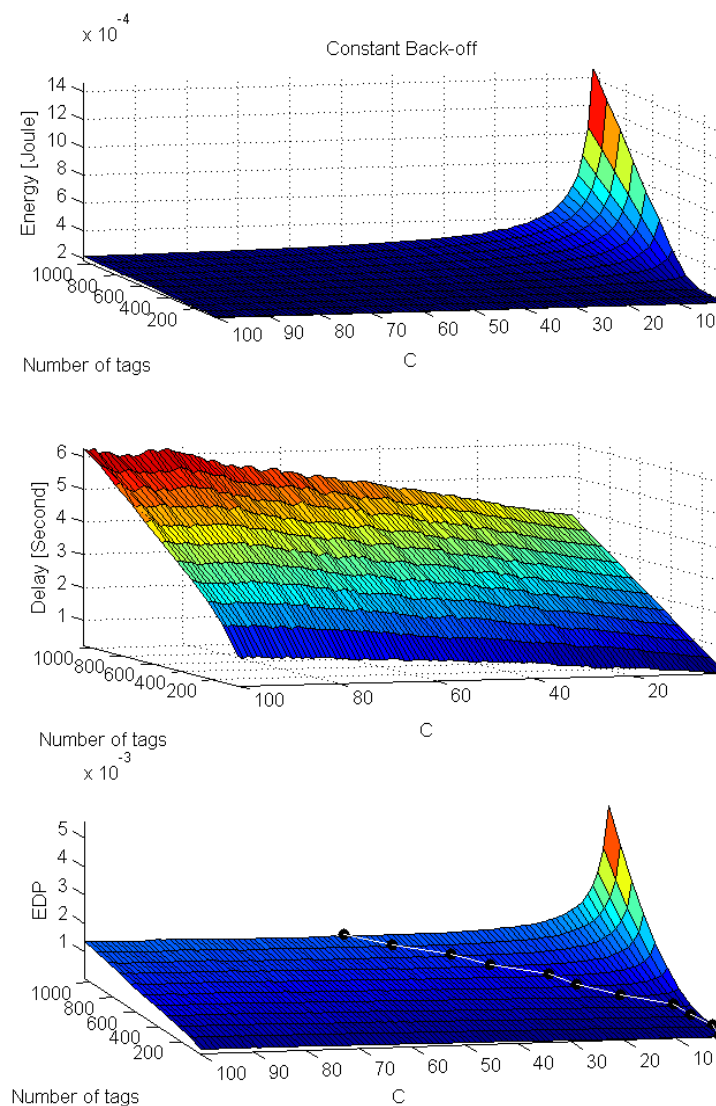 x 10^-4
Constant Back-off
14
12
10
8
6
4
2
Energy [Joule]
1000
800
600
400
200
100 90 80 70 60 50 40 30 20 10
Number of tags
C
6
5
4
3
2
1
Delay [Second]
1000
800
600
400
200
100 80 60 40 20
Number of tags
C
x 10^-3
5
4
3
2
1
EDP
1000
800
600
400
200
100 90 80 70 60 50 40 30 20 10
Number of tags
C